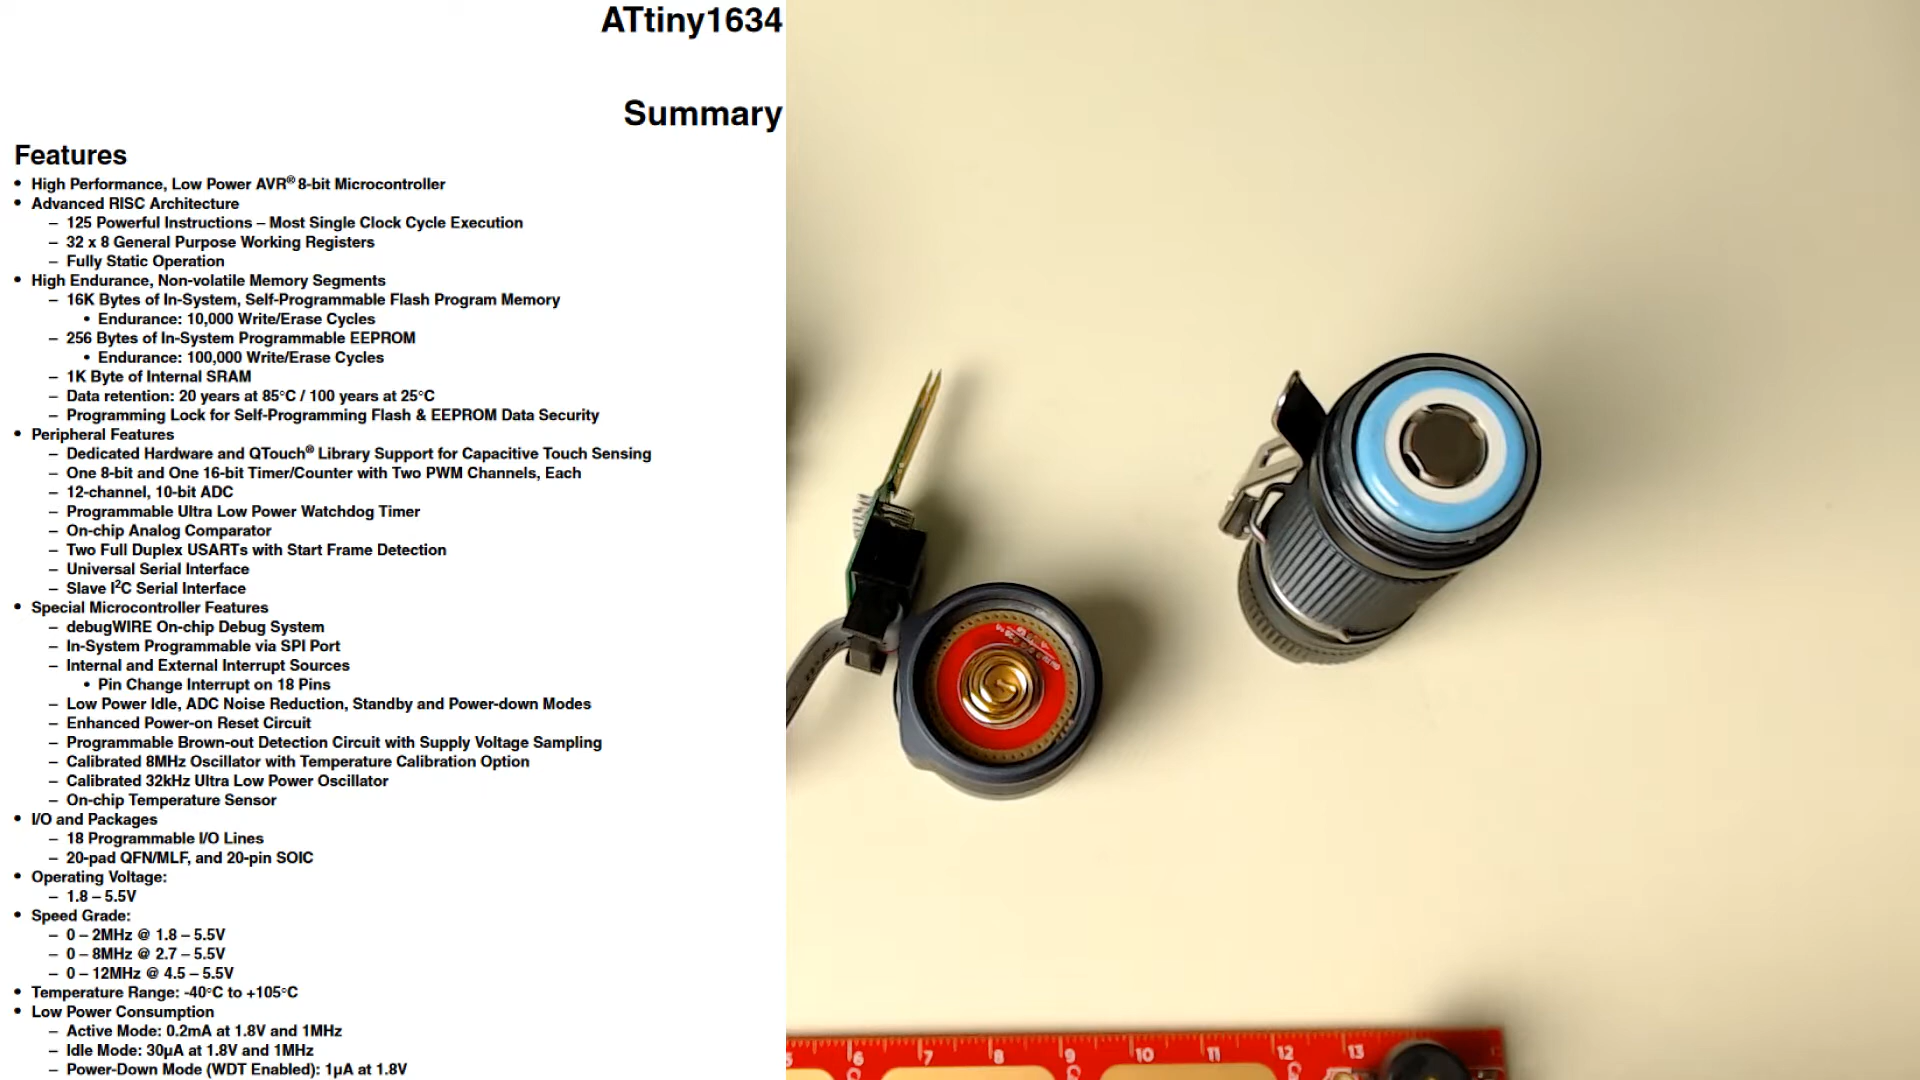 ATtiny1634
Summary
Features
• High Performance, Low Power AVR® 8-bit Microcontroller
• Advanced RISC Architecture
– 125 Powerful Instructions – Most Single Clock Cycle Execution
– 32 x 8 General Purpose Working Registers
– Fully Static Operation
• High Endurance, Non-volatile Memory Segments
– 16K Bytes of In-System, Self-Programmable Flash Program Memory
• Endurance: 10,000 Write/Erase Cycles
– 256 Bytes of In-System Programmable EEPROM
• Endurance: 100,000 Write/Erase Cycles
– 1K Byte of Internal SRAM
– Data retention: 20 years at 85°C / 100 years at 25°C
– Programming Lock for Self-Programming Flash & EEPROM Data Security
• Peripheral Features
– Dedicated Hardware and QTouch® Library Support for Capacitive Touch Sensing
– One 8-bit and One 16-bit Timer/Counter with Two PWM Channels, Each
– 12-channel, 10-bit ADC
– Programmable Ultra Low Power Watchdog Timer
– On-chip Analog Comparator
– Two Full Duplex USARTs with Start Frame Detection
– Universal Serial Interface
– Slave I²C Serial Interface
• Special Microcontroller Features
– debugWIRE On-chip Debug System
– In-System Programmable via SPI Port
– Internal and External Interrupt Sources
• Pin Change Interrupt on 18 Pins
– Low Power Idle, ADC Noise Reduction, Standby and Power-down Modes
– Enhanced Power-on Reset Circuit
– Programmable Brown-out Detection Circuit with Supply Voltage Sampling
– Calibrated 8MHz Oscillator with Temperature Calibration Option
– Calibrated 32kHz Ultra Low Power Oscillator
– On-chip Temperature Sensor
• I/O and Packages
– 18 Programmable I/O Lines
– 20-pad QFN/MLF, and 20-pin SOIC
• Operating Voltage:
– 1.8 – 5.5V
• Speed Grade:
– 0 – 2MHz @ 1.8 – 5.5V
– 0 – 8MHz @ 2.7 – 5.5V
– 0 – 12MHz @ 4.5 – 5.5V
• Temperature Range: -40°C to +105°C
• Low Power Consumption
– Active Mode: 0.2mA at 1.8V and 1MHz
– Idle Mode: 30µA at 1.8V and 1MHz
– Power-Down Mode (WDT Enabled): 1µA at 1.8V
5 6 7 8 9 10 11 12 13